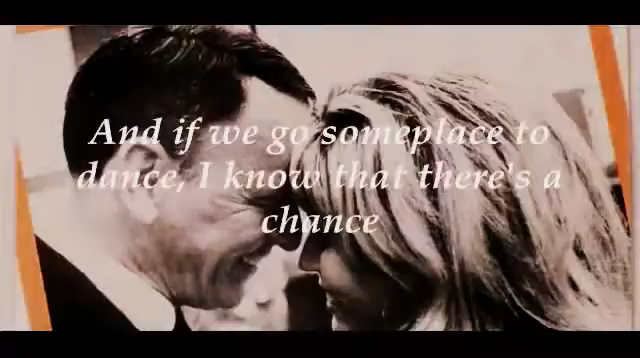 And if we go someplace to
dance, I know that there's a
chance